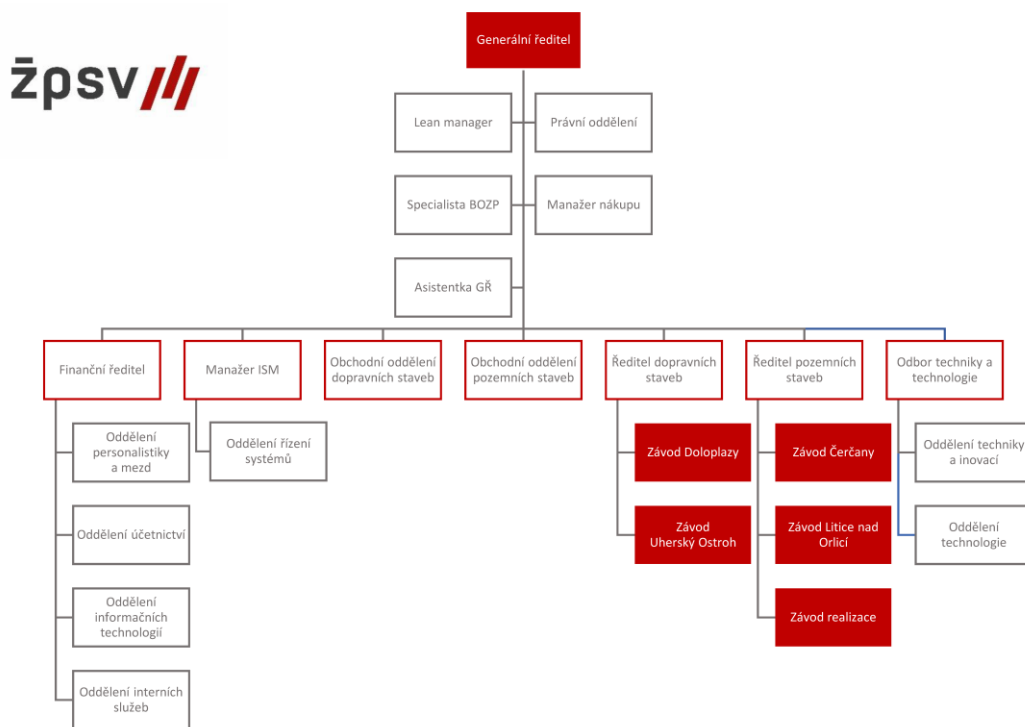 žpsv
Generální ředitel
Lean manager
Právní oddělení
Specialista BOZP
Manažer nákupu
Asistentka GŘ
Finanční ředitel
Manažer ISM
Obchodní oddělení
dopravních staveb
Obchodní oddělení
pozemních staveb
Ředitel dopravních
staveb
Ředitel pozemních
staveb
Odbor techniky a
technologie
Oddělení
personalistiky
a mezd
Oddělení řízení
systémů
Závod Doloplazy
Závod Čerčany
Oddělení techniky
a inovací
Oddělení účetnictví
Závod
Uherský Ostroh
Závod Litice nad
Orlicí
Oddělení
technologie
Oddělení
informačních
technologií
Závod realizace
Oddělení interních
služeb